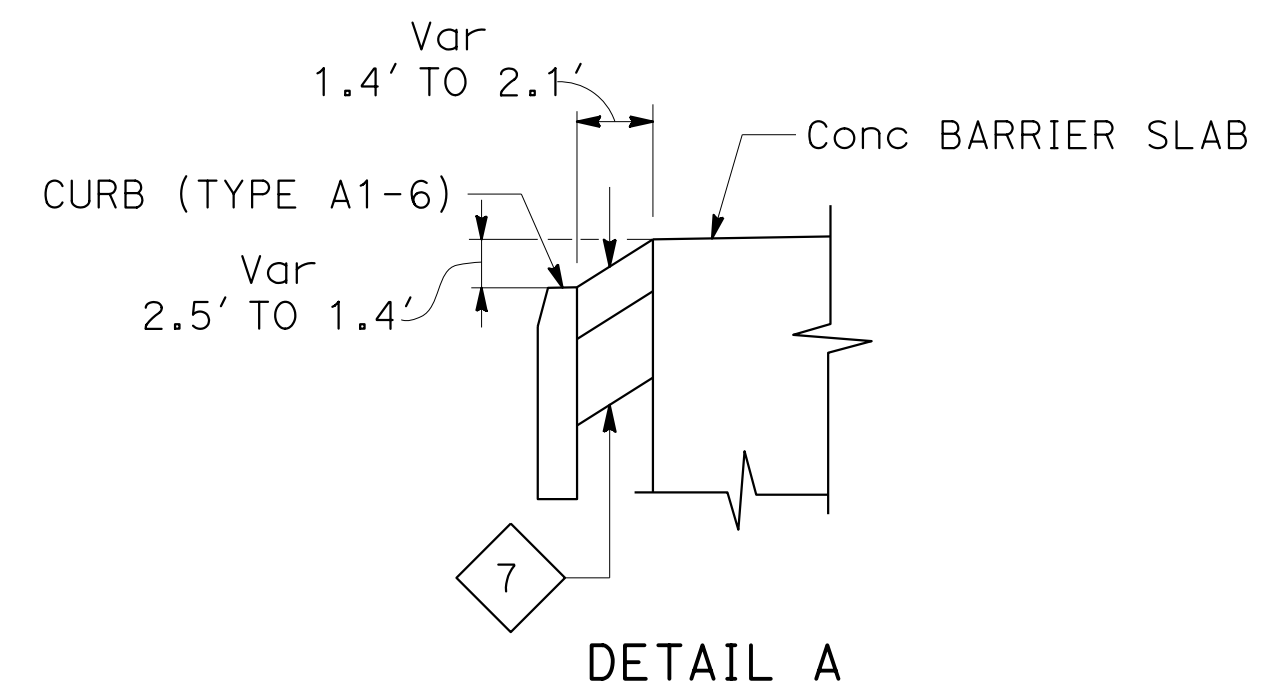 Var
1.4' TO 2.1'
Conc BARRIER SLAB
CURB (TYPE A1-6)
Var
2.5' TO 1.4'
7
DETAIL A